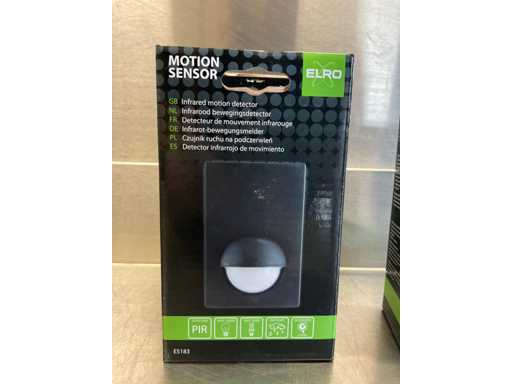 MOTION
SENSOR
ELRO
GB Infrared motion detector
NL Infrarood bewegingsdetector
FR Detecteur de mouvement infrarouge
DE Infrarot-bewegungsmelder
PL Czujnik ruchu na podczerwień
ES Detector infrarrojo de movimiento
PIR
ES183